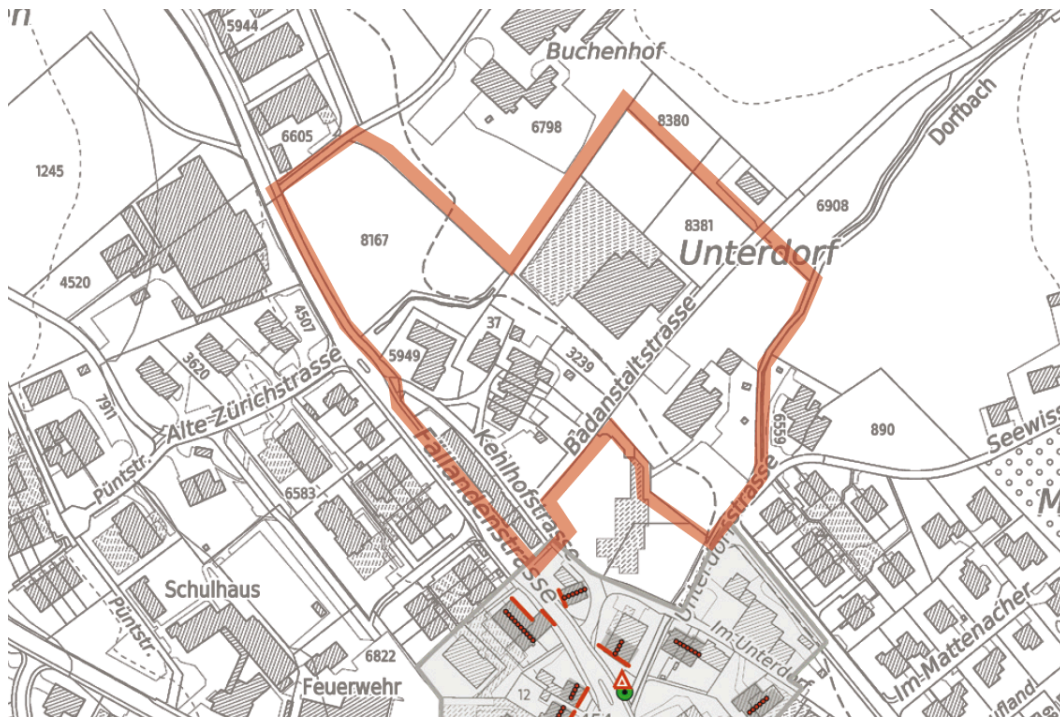 5944
Buchenhof
6605
6798
8380
Dorfbach
1245
8167
8381
6908
Unterdorf
4520
4507
37
5949
3239
3620
Alte Zürichstrasse
7911
Badanstaltstrasse
6559
890
Seewis
Püntstr.
Fällandenstrasse
Kehlhofstrasse
6583
Unterdorfstrasse
M
Schulhaus
Püntstr.
Im-Mattenacher
Im-Unterdorf
6822
Feuerwehr
12